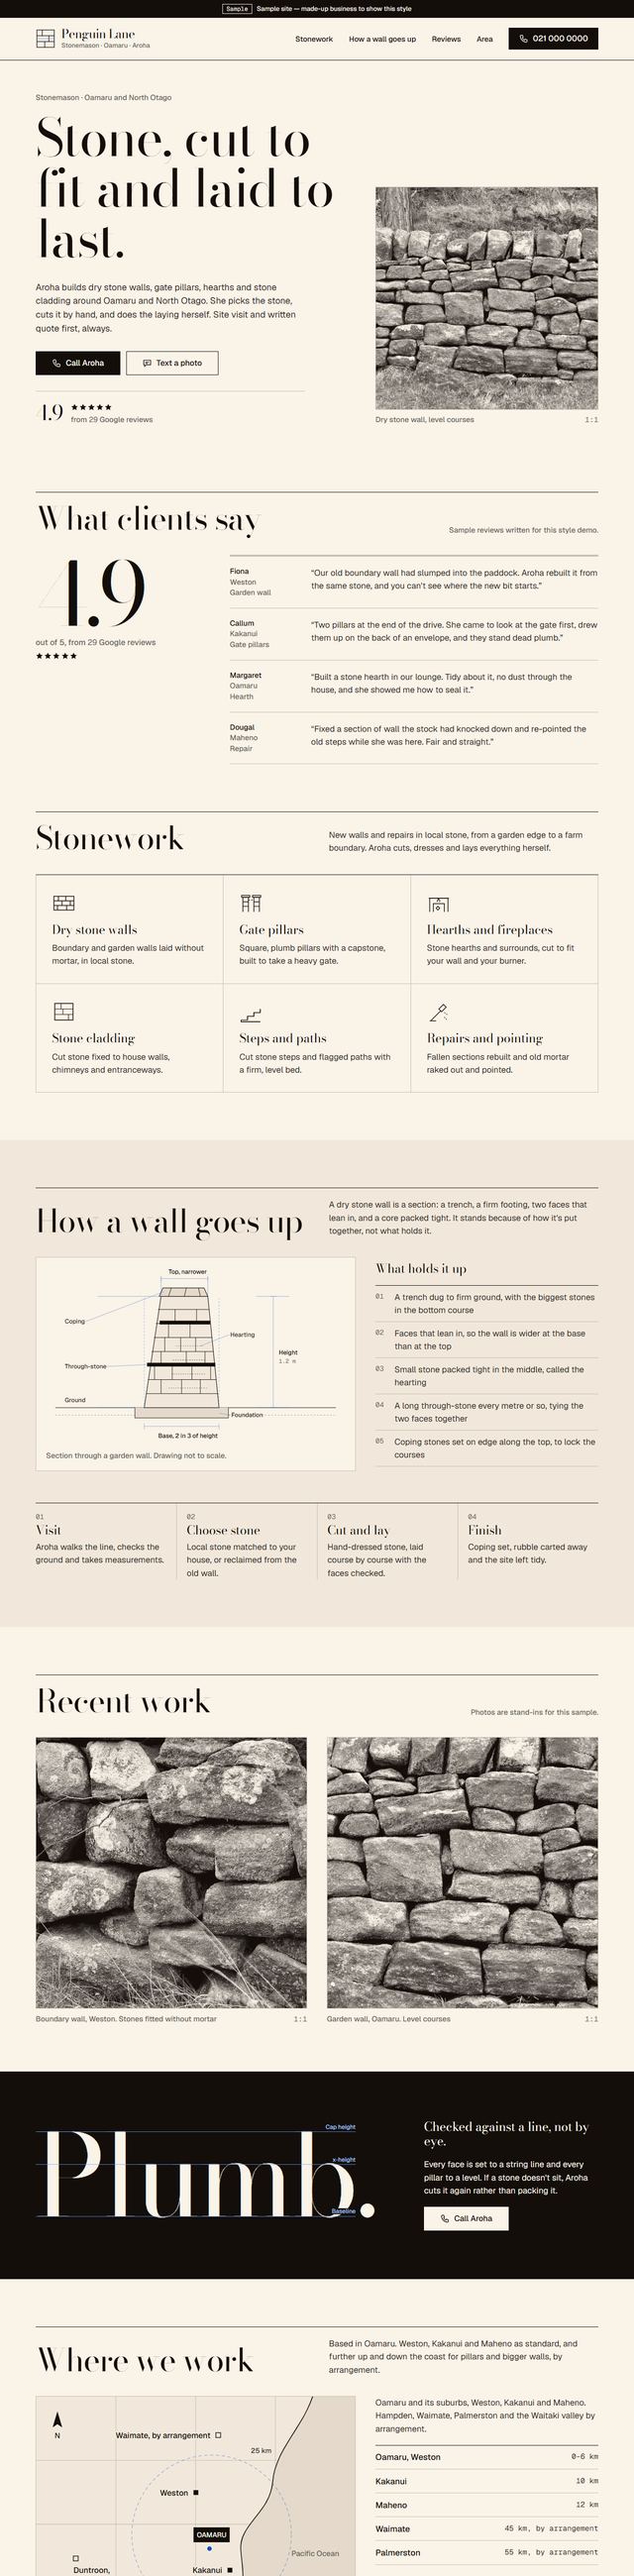 Sample Sample site — made-up business to show this style
Penguin Lane
Stonemason · Oamaru · Aroha
Stonework How a wall goes up Reviews Area 021 000 0000
Stonemason · Oamaru and North Otago
Stone, cut to
fit and laid to
last.
Aroha builds dry stone walls, gate pillars, hearths and stone
cladding around Oamaru and North Otago. She picks the stone,
cuts it by hand, and does the laying herself. Site visit and written
quote first, always.
Call Aroha Text a photo
4.9 ★★★★★
from 29 Google reviews
Dry stone wall, level courses 1:1
What clients say
Sample reviews written for this style demo.
4.9
out of 5, from 29 Google reviews
★★★★★
Fiona
Weston
Garden wall
“Our old boundary wall had slumped into the paddock. Aroha rebuilt it from
the same stone, and you can't see where the new bit starts.”
Callum
Kakanui
Gate pillars
“Two pillars at the end of the drive. She came to look at the gate first, drew
them up on the back of an envelope, and they stand dead plumb.”
Margaret
Oamaru
Hearth
“Built a stone hearth in our lounge. Tidy about it, no dust through the
house, and she showed me how to seal it.”
Dougal
Maheno
Repair
“Fixed a section of wall the stock had knocked down and re-pointed the
old steps while she was here. Fair and straight.”
Stonework
New walls and repairs in local stone, from a garden edge to a farm
boundary. Aroha cuts, dresses and lays everything herself.
Dry stone walls
Boundary and garden walls laid without
mortar, in local stone.
Gate pillars
Square, plumb pillars with a capstone,
built to take a heavy gate.
Hearths and fireplaces
Stone hearths and surrounds, cut to fit
your wall and your burner.
Stone cladding
Cut stone fixed to house walls,
chimneys and entranceways.
Steps and paths
Cut stone steps and flagged paths with
a firm, level bed.
Repairs and pointing
Fallen sections rebuilt and old mortar
raked out and pointed.
How a wall goes up
A dry stone wall is a section: a trench, a firm footing, two faces that
lean in, and a core packed tight. It stands because of how it's put
together, not what holds it.
Top, narrower
Coping
Hearting
Height
1.2 m
Through-stone
Ground
Foundation
Base, 2 in 3 of height
Section through a garden wall. Drawing not to scale.
What holds it up
01 A trench dug to firm ground, with the biggest stones
in the bottom course
02 Faces that lean in, so the wall is wider at the base
than at the top
03 Small stone packed tight in the middle, called the
hearting
04 A long through-stone every metre or so, tying the
two faces together
05 Coping stones set on edge along the top, to lock the
courses
01
Visit
Aroha walks the line, checks the
ground and takes measurements.
02
Choose stone
Local stone matched to your
house, or reclaimed from the
old wall.
03
Cut and lay
Hand-dressed stone, laid
course by course with the
faces checked.
04
Finish
Coping set, rubble carted away
and the site left tidy.
Recent work
Photos are stand-ins for this sample.
Boundary wall, Weston. Stones fitted without mortar 1:1
Garden wall, Oamaru. Level courses 1:1
Plumb.
Cap height
x-height
Baseline
Checked against a line, not by
eye.
Every face is set to a string line and every
pillar to a level. If a stone doesn't sit, Aroha
cuts it again rather than packing it.
Call Aroha
Where we work
Based in Oamaru. Weston, Kakanui and Maheno as standard, and
further up and down the coast for pillars and bigger walls, by
arrangement.
N
Waimate, by arrangement
25 km
Weston
OAMARU
Pacific Ocean
Duntroon,
Kakanui
Oamaru and its suburbs, Weston, Kakanui and Maheno.
Hampden, Waimate, Palmerston and the Waitaki valley by
arrangement.
Oamaru, Weston 0-6 km
Kakanui 10 km
Maheno 12 km
Waimate 45 km, by arrangement
Palmerston 55 km, by arrangement